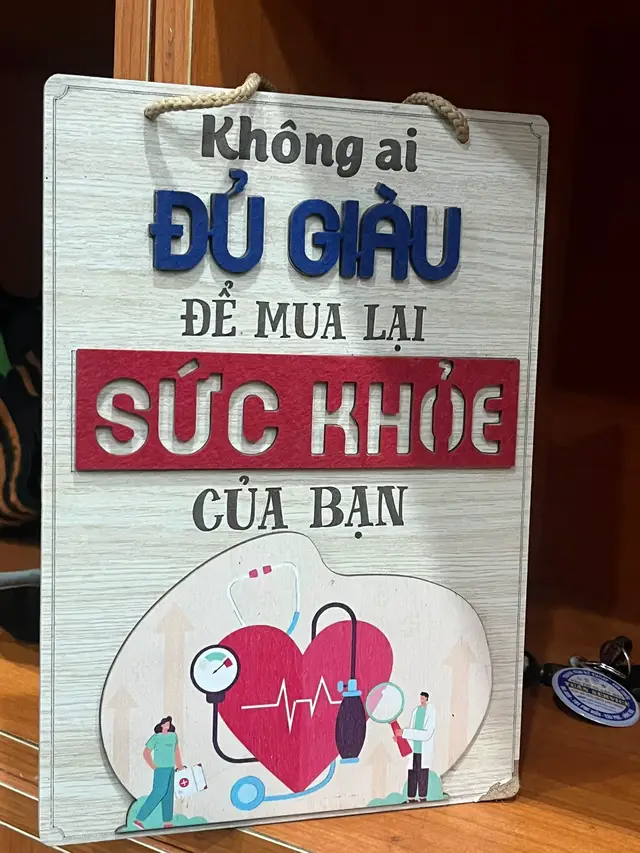 Không ai
ĐỦ GIÀU
ĐỂ MUA LẠI
SỨC KHỎE
CỦA BẠN